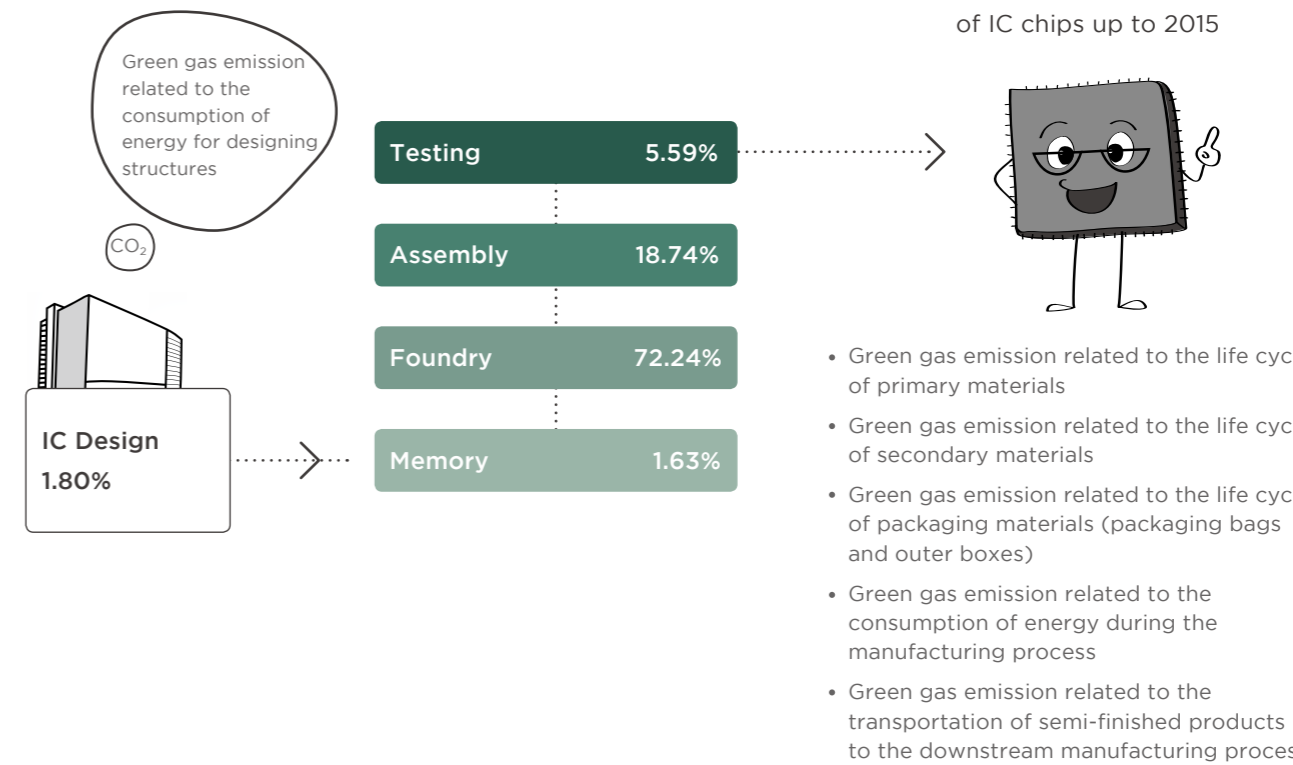 Green gas emission
related to the
consumption of
energy for designing
structures
CO₂
IC Design
1.80%
Testing 5.59%
Assembly 18.74%
Foundry 72.24%
Memory 1.63%
of IC chips up to 2015
• Green gas emission related to the life cyc
of primary materials
• Green gas emission related to the life cyc
of secondary materials
• Green gas emission related to the life cyc
of packaging materials (packaging bags
and outer boxes)
• Green gas emission related to the
consumption of energy during the
manufacturing process
• Green gas emission related to the
transportation of semi-finished products
to the downstream manufacturing proces